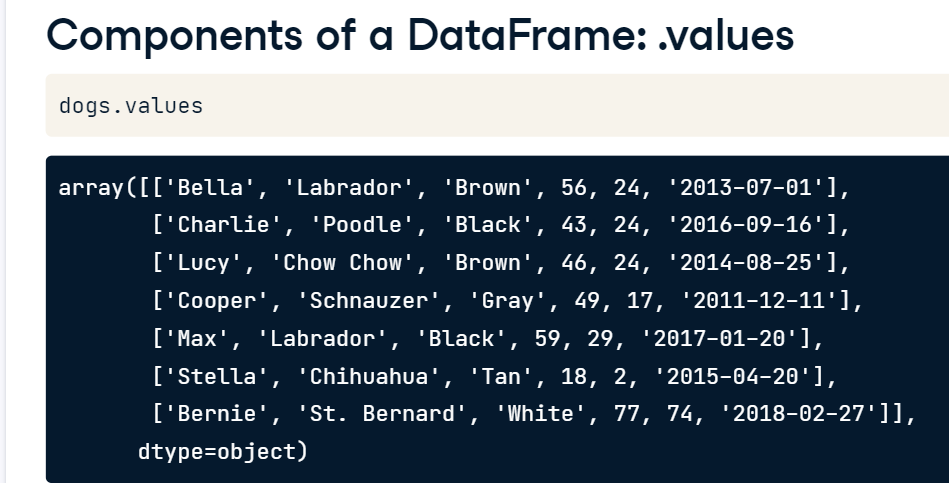 Components of a DataFrame: .values
dogs.values
array([['Bella', 'Labrador', 'Brown', 56, 24, '2013-07-01'],
['Charlie', 'Poodle', 'Black', 43, 24, '2016-09-16'],
['Lucy', 'Chow Chow', 'Brown', 46, 24, '2014-08-25'],
['Cooper', 'Schnauzer', 'Gray', 49, 17, '2011-12-11'],
['Max', 'Labrador', 'Black', 59, 29, '2017-01-20'],
['Stella', 'Chihuahua', 'Tan', 18, 2, '2015-04-20'],
['Bernie', 'St. Bernard', 'White', 77, 74, '2018-02-27']],
dtype=object)